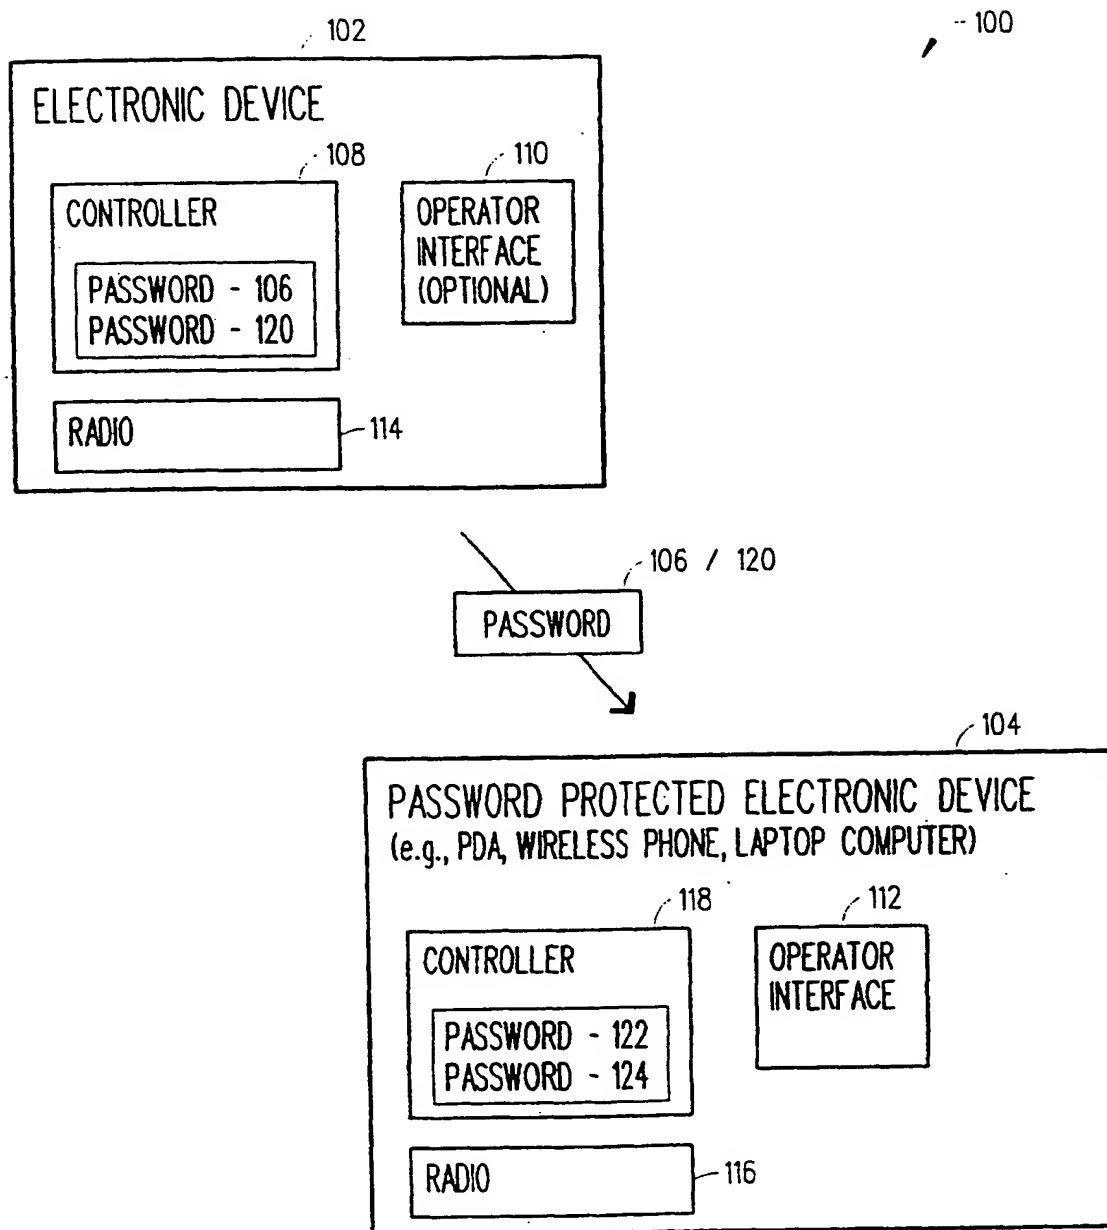 100
102
ELECTRONIC DEVICE
108
110
CONTROLLER
PASSWORD - 106
PASSWORD - 120
OPERATOR
INTERFACE
(OPTIONAL)
RADIO
114
106 / 120
PASSWORD
104
PASSWORD PROTECTED ELECTRONIC DEVICE
(e.g., PDA, WIRELESS PHONE, LAPTOP COMPUTER)
118
112
CONTROLLER
PASSWORD - 122
PASSWORD - 124
OPERATOR
INTERFACE
RADIO
116